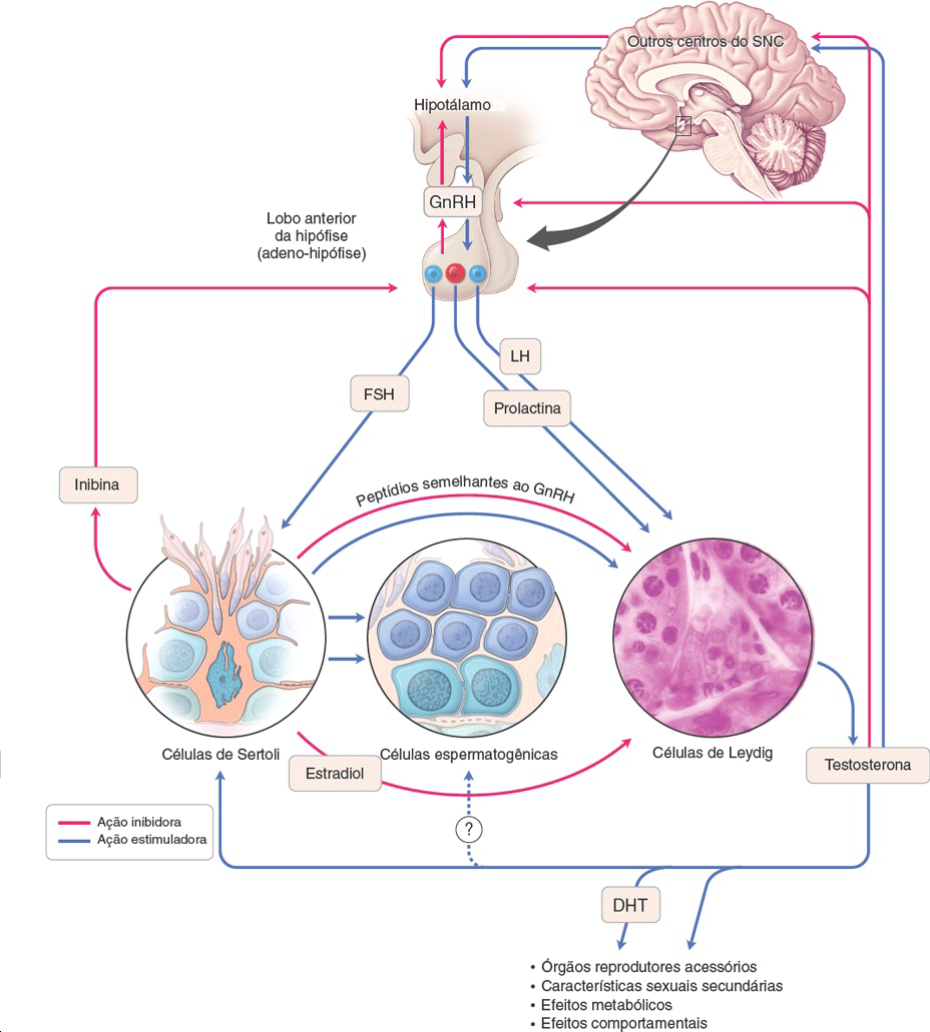 Outros centros do SNC
Hipotálamo
GnRH
Lobo anterior
da hipófise
(adeno-hipófise)
LH
FSH
Prolactina
Inibina
Peptídios semelhantes ao GnRH
Células de Sertoli
Células espermatogênicas
Células de Leydig
Estradiol
Testosterona
Ação inibidora
Ação estimuladora
?
DHT
• Órgãos reprodutores acessórios
• Características sexuais secundárias
• Efeitos metabólicos
• Efeitos comportamentais